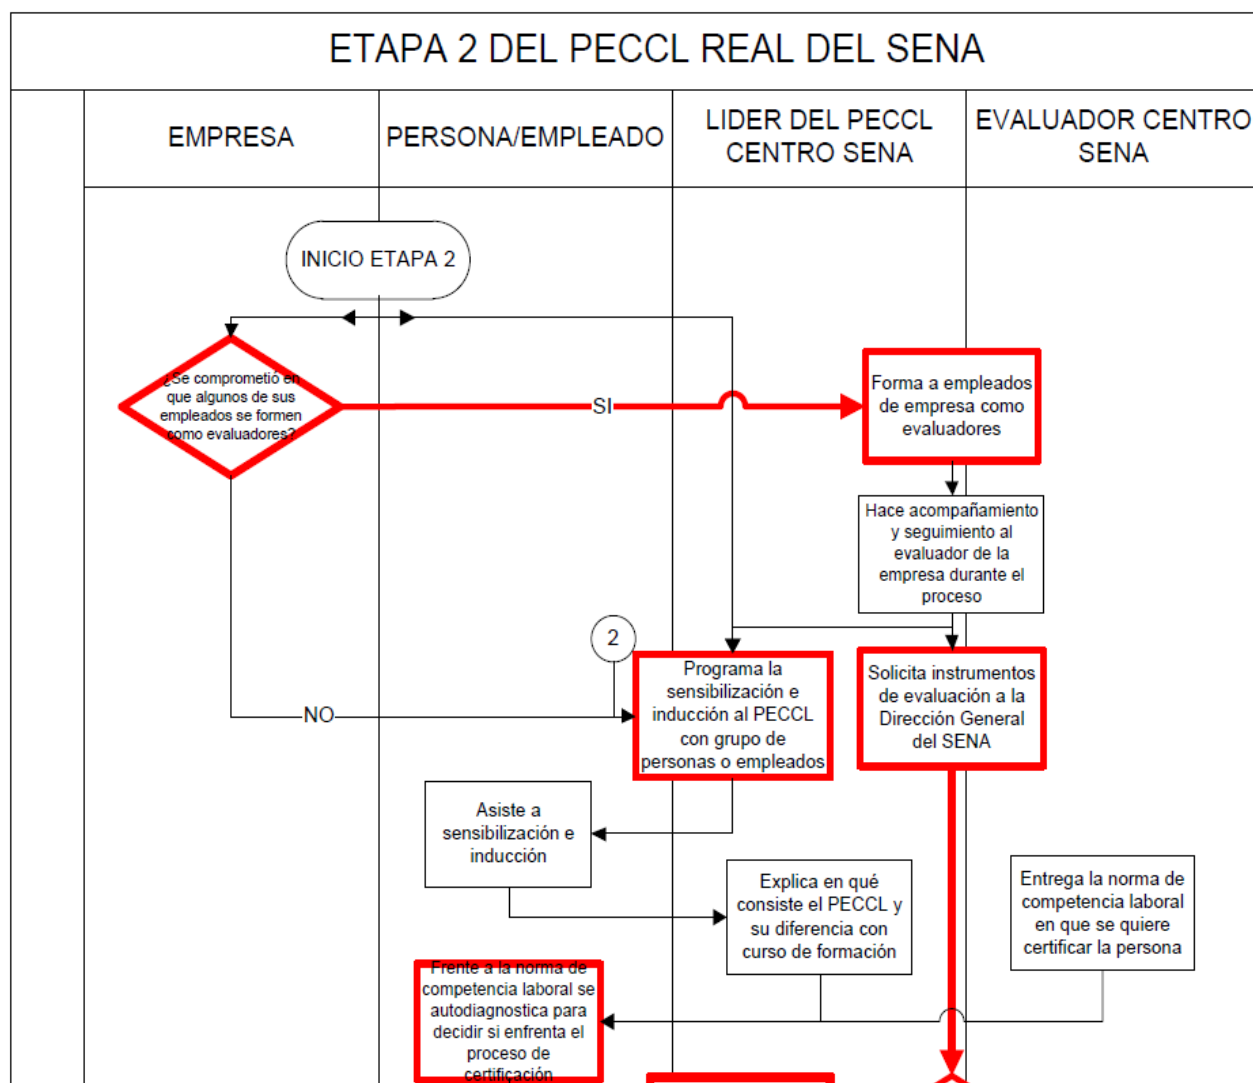 ETAPA 2 DEL PECCL REAL DEL SENA
EMPRESA
PERSONA/EMPLEADO
LIDER DEL PECCL
CENTRO SENA
EVALUADOR CENTRO
SENA
INICIO ETAPA 2
¿Se comprometió en
que algunos de sus
empleados se formen
como evaluadores?
SI
Forma a empleados
de empresa como
evaluadores
Hace acompañamiento
y seguimiento al
evaluador de la
empresa durante el
proceso
2
NO
Programa la
sensibilización e
inducción al PECCL
con grupo de
personas o empleados
Solicita instrumentos
de evaluación a la
Dirección General
del SENA
Asiste a
sensibilización e
inducción
Explica en qué
consiste el PECCL y
su diferencia con
curso de formación
Entrega la norma de
competencia laboral
en que se quiere
certificar la persona
Frente a la norma de
competencia laboral se
autodiagnostica para
decidir si enfrenta el
proceso de
certificación